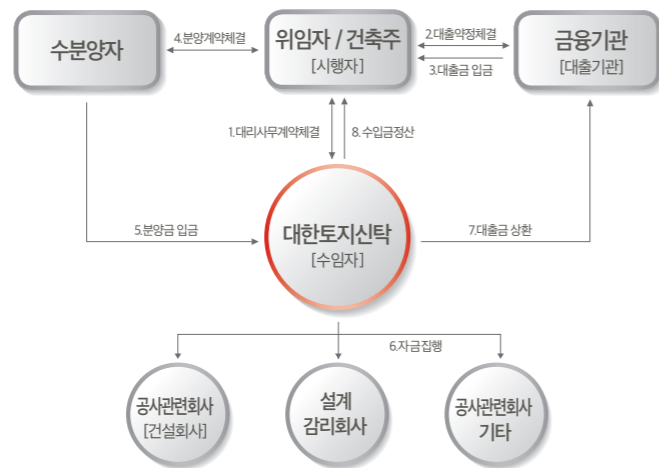 수분양자
4.분양계약체결
위임자 / 건축주
[시행자]
2.대출약정체결
3.대출금 입금
금융기관
[대출기관]
1.대리사무계약체결
8.수입금정산
5.분양금 입금
대한토지신탁
[수임자]
7.대출금 상환
6.자금집행
공사관련회사
[건설회사]
설계
감리회사
공사관련회사
기타